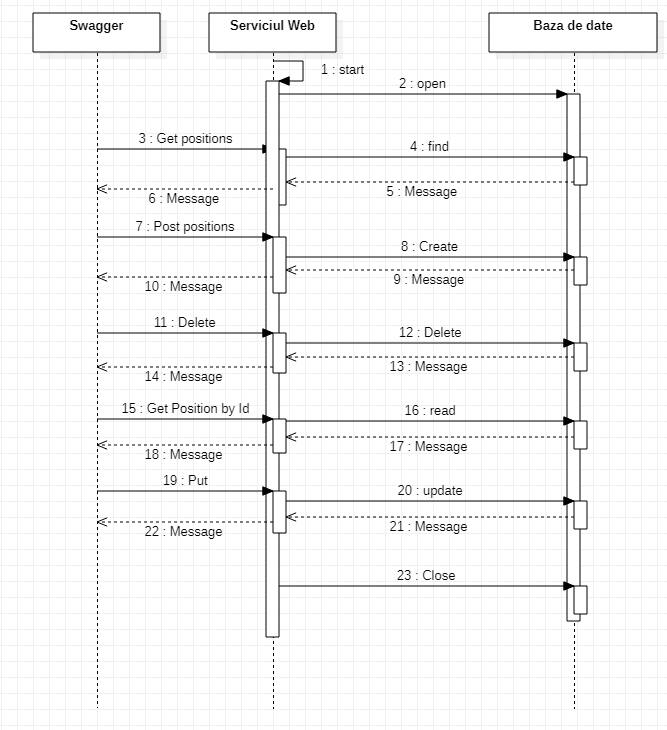 Swagger
Serviciul Web
Baza de date
1 : start
2 : open
3 : Get positions
4 : find
5 : Message
6 : Message
7 : Post positions
8 : Create
9 : Message
10 : Message
11 : Delete
12 : Delete
13 : Message
14 : Message
15 : Get Position by Id
16 : read
17 : Message
18 : Message
19 : Put
20 : update
21 : Message
22 : Message
23 : Close